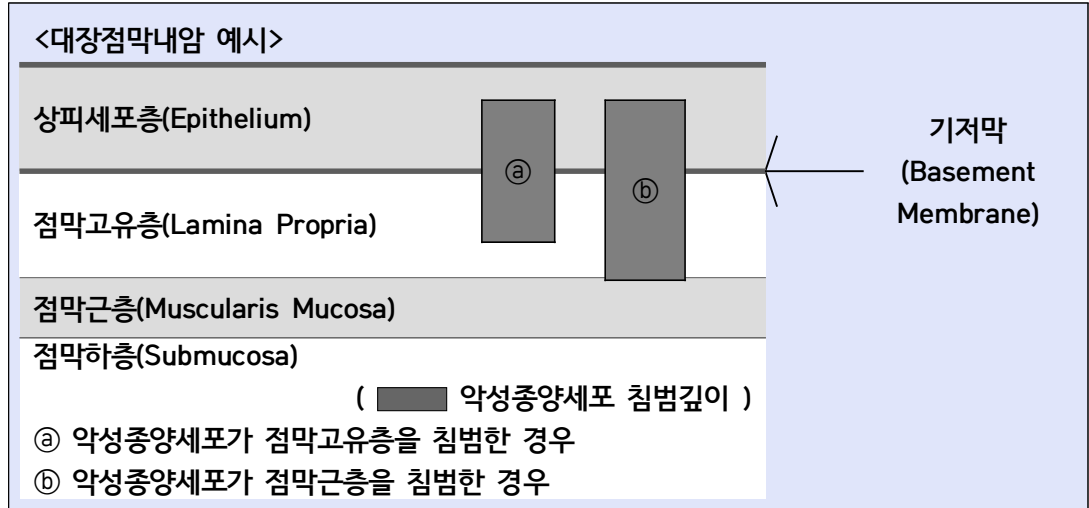 <대장점막내암 예시>
상피세포층(Epithelium)
기저막
(Basement
Membrane)
ⓐ
ⓑ
점막고유층(Lamina Propria)
점막근층(Muscularis Mucosa)
점막하층(Submucosa)
( 악성종양세포 침범깊이 )
ⓐ 악성종양세포가 점막고유층을 침범한 경우
ⓑ 악성종양세포가 점막근층을 침범한 경우